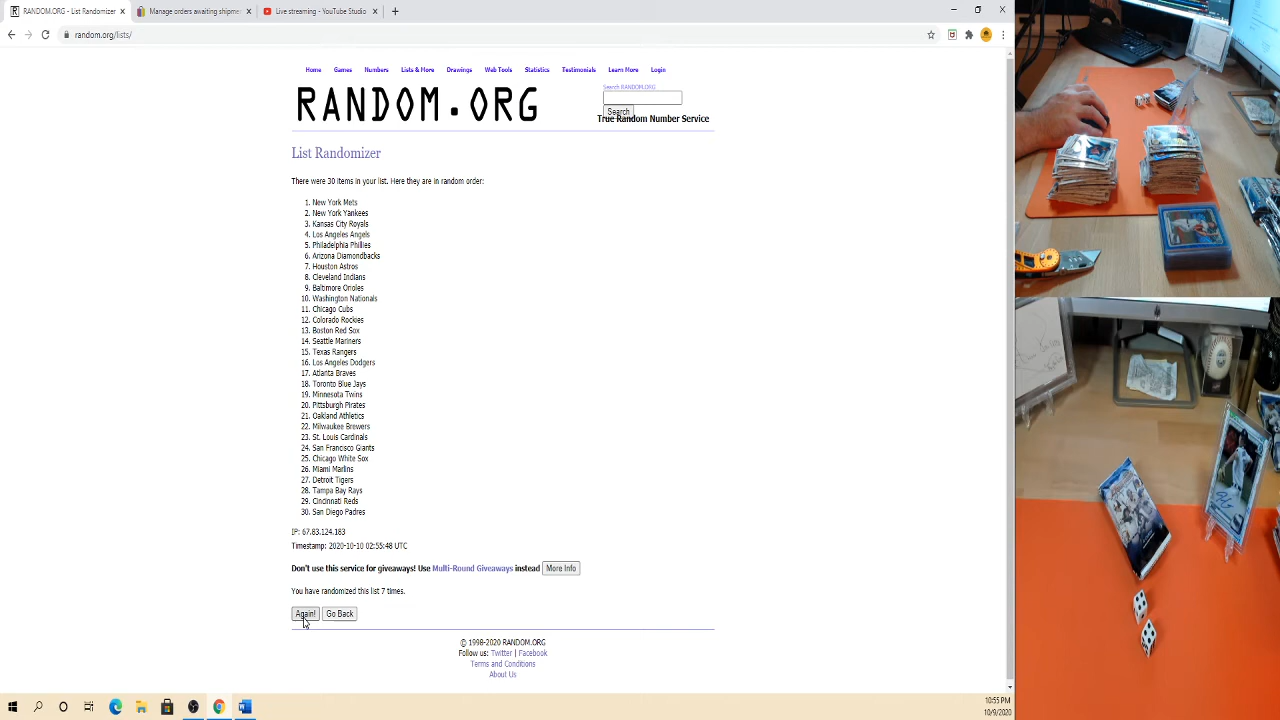 RANDOM.ORG - List Randomizer
Manage orders awaiting shipme
Live streaming - YouTube Studio
random.org/lists/
Home Games Numbers Lists & More Drawings Web Tools Statistics Testimonials Learn More Login
Search RANDOM.ORG
RANDOM.ORG
Search
True Random Number Service
List Randomizer
There were 30 items in your list. Here they are in random order:
1. New York Mets
2. New York Yankees
3. Kansas City Royals
4. Los Angeles Angels
5. Philadelphia Phillies
6. Arizona Diamondbacks
7. Houston Astros
8. Cleveland Indians
9. Baltimore Orioles
10. Washington Nationals
11. Chicago Cubs
12. Colorado Rockies
13. Boston Red Sox
14. Seattle Mariners
15. Texas Rangers
16. Los Angeles Dodgers
17. Atlanta Braves
18. Toronto Blue Jays
19. Minnesota Twins
20. Pittsburgh Pirates
21. Oakland Athletics
22. Milwaukee Brewers
23. St. Louis Cardinals
24. San Francisco Giants
25. Chicago White Sox
26. Miami Marlins
27. Detroit Tigers
28. Tampa Bay Rays
29. Cincinnati Reds
30. San Diego Padres
IP: 67.83.124.183
Timestamp: 2020-10-10 02:55:48 UTC
Don't use this service for giveaways! Use Multi-Round Giveaways instead More Info
You have randomized this list 7 times.
Again! Go Back
© 1998-2020 RANDOM.ORG
Follow us: Twitter | Facebook
Terms and Conditions
About Us
10:55 PM
10/9/2020